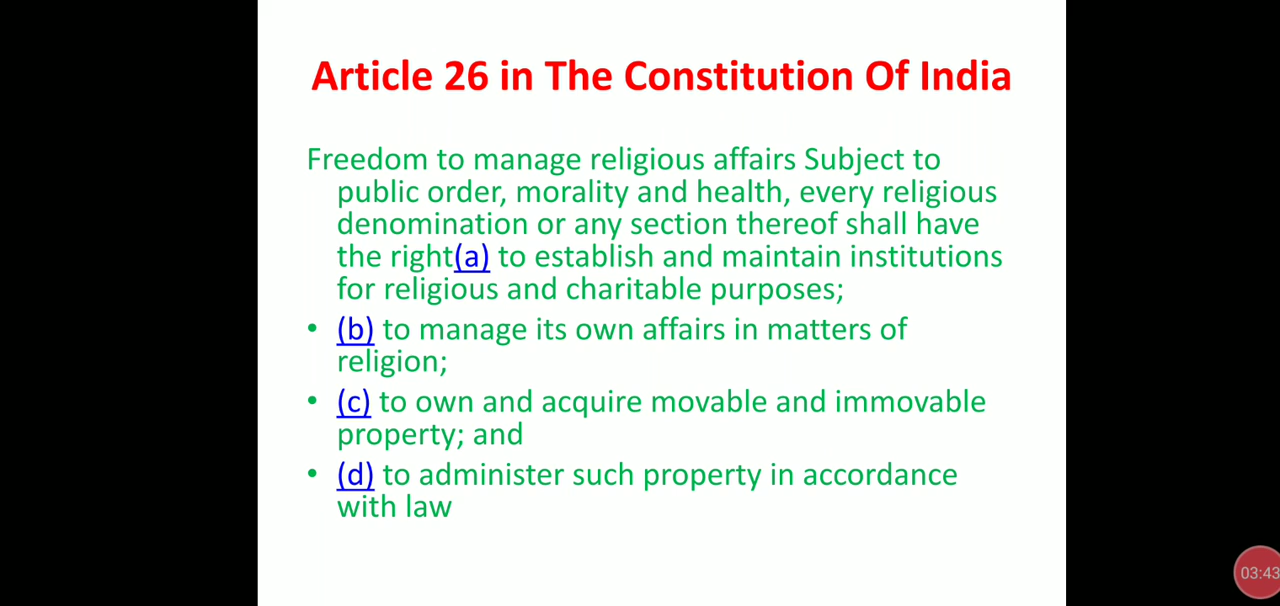 Article 26 in The Constitution Of India
Freedom to manage religious affairs Subject to
public order, morality and health, every religious
denomination or any section thereof shall have
the right(a) to establish and maintain institutions
for religious and charitable purposes;
• (b) to manage its own affairs in matters of
religion;
• (c) to own and acquire movable and immovable
property; and
• (d) to administer such property in accordance
with law
03:43